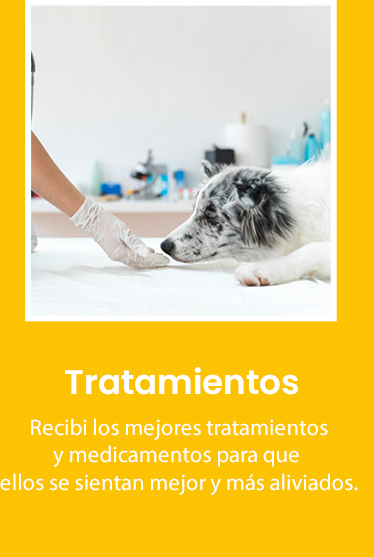 Tratamientos
Recibi los mejores tratamientos
y medicamentos para que
ellos se sientan mejor y más aliviados.